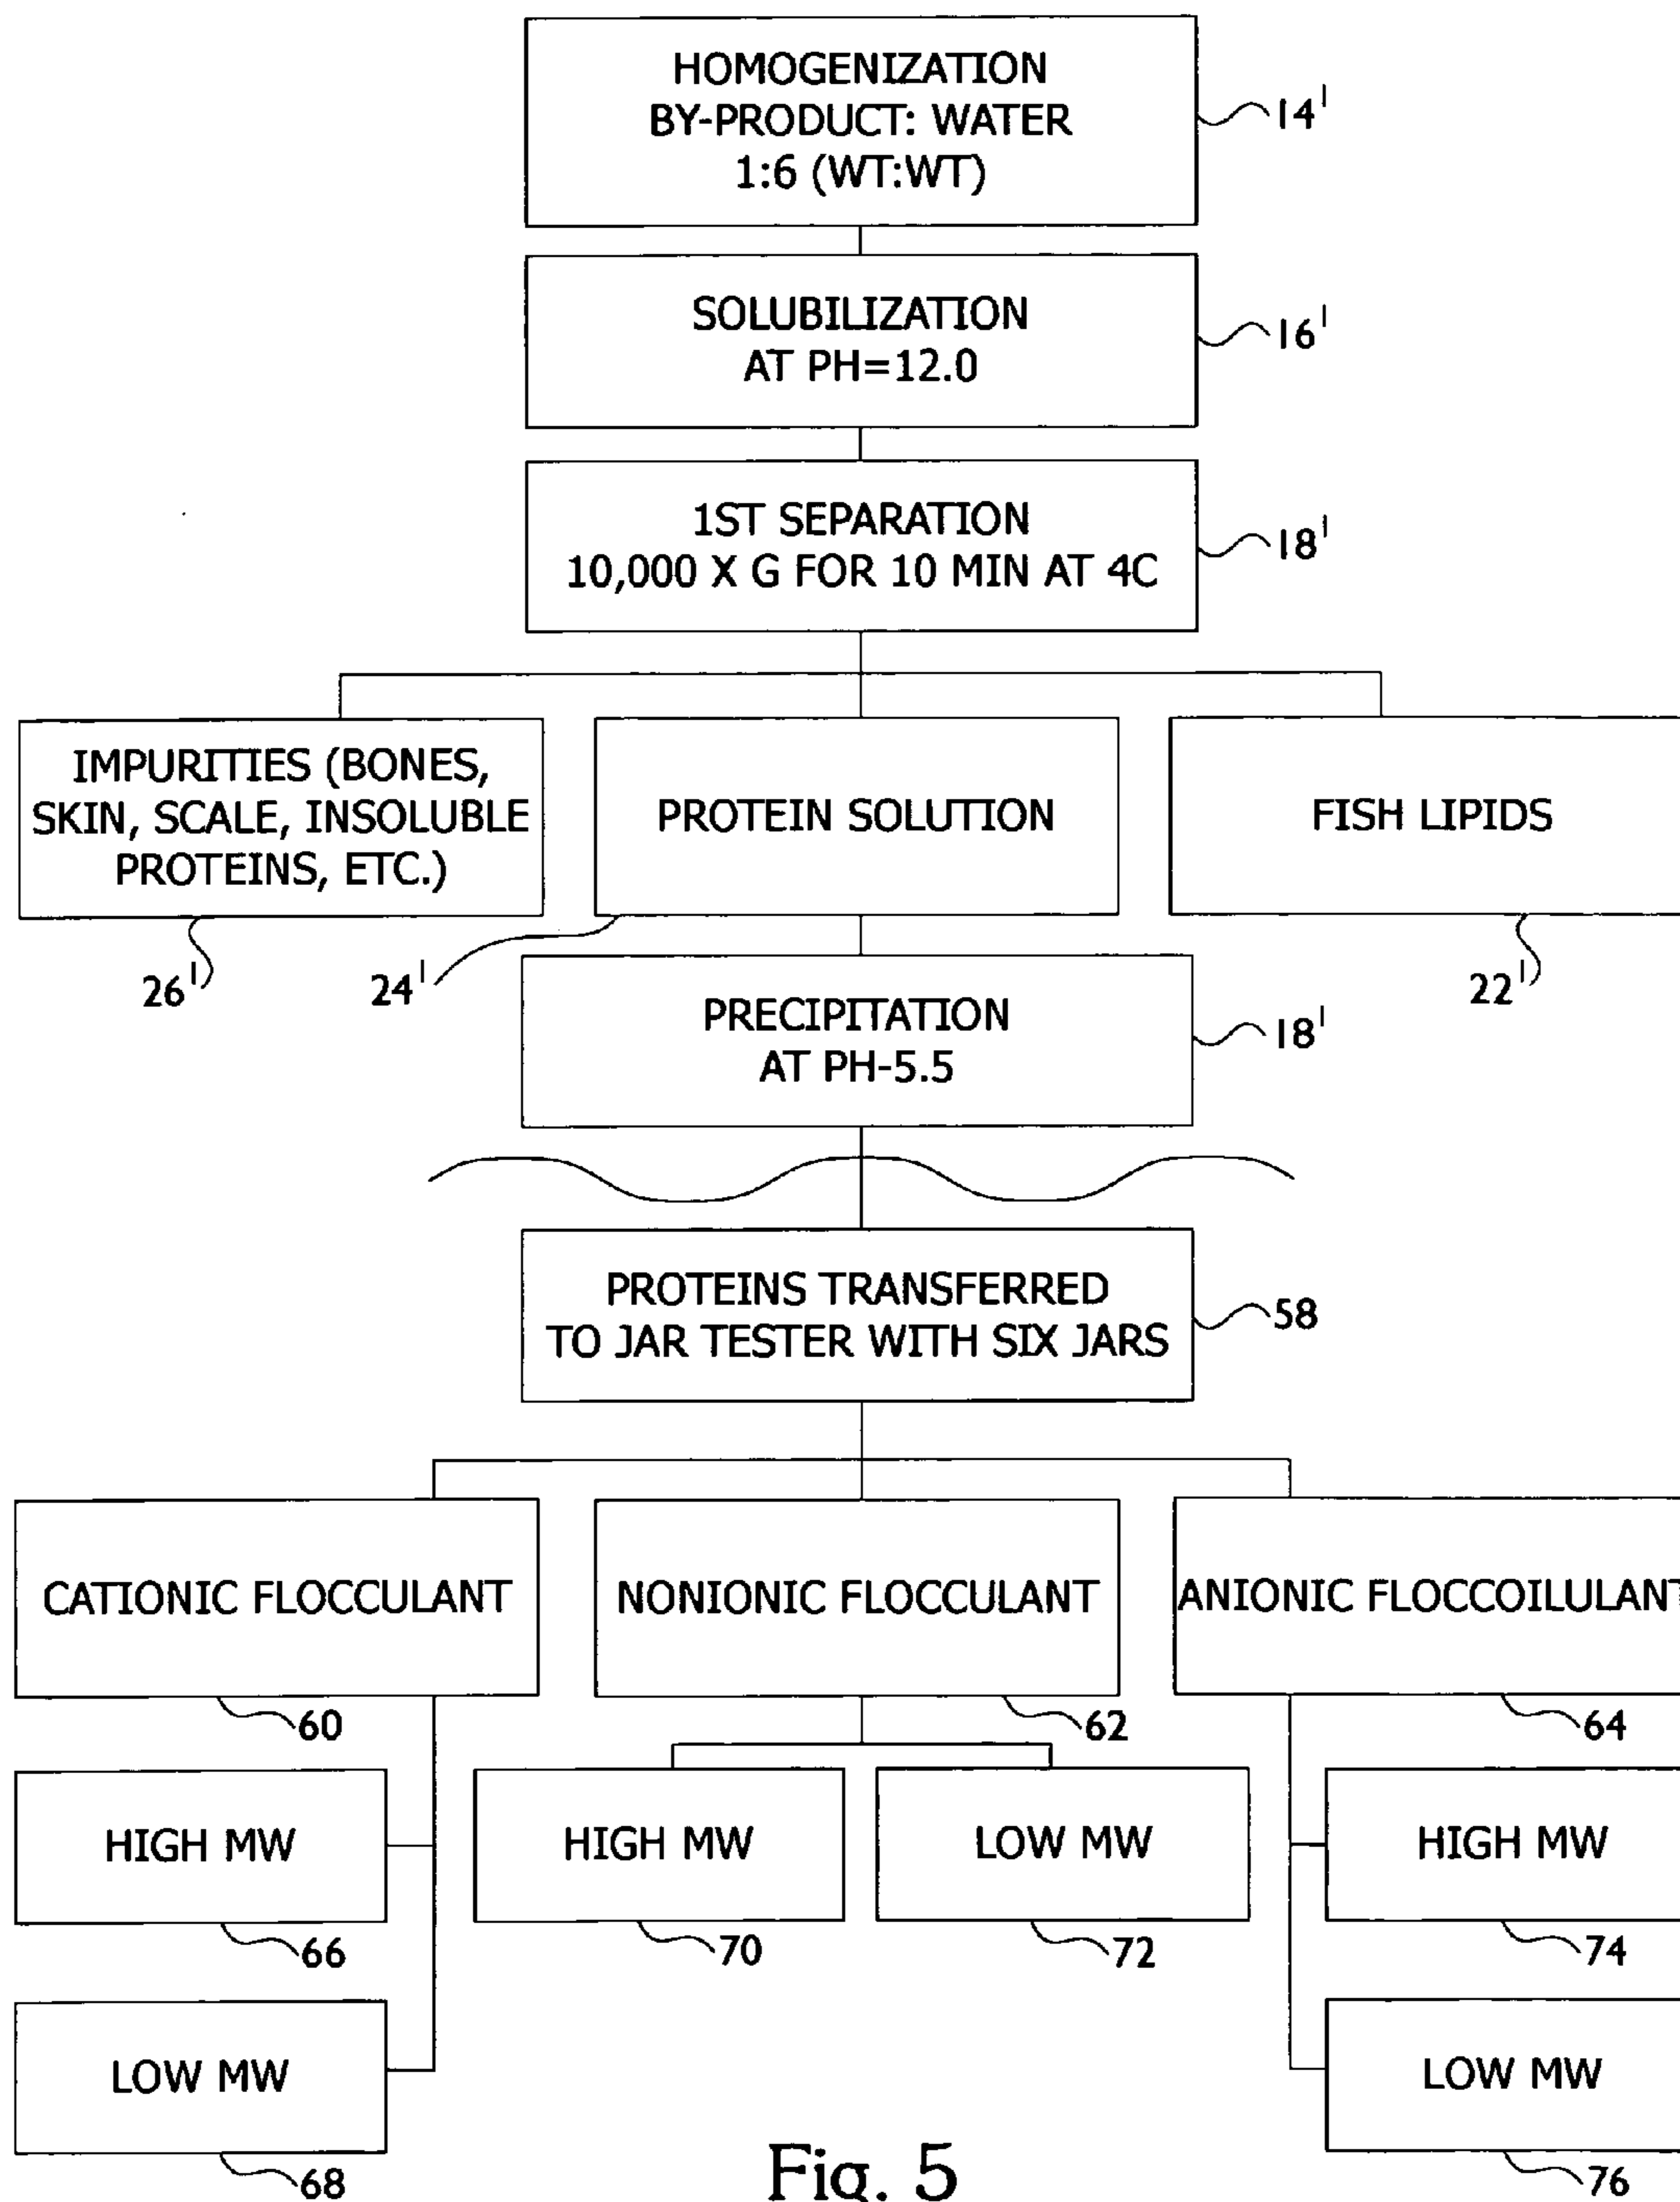 HOMOGENIZATION
BY-PRODUCT: WATER
1:6 (WT:WT)
14'
SOLUBILIZATION
AT PH=12.0
16'
1ST SEPARATION
10,000 X G FOR 10 MIN AT 4C
18'
IMPURITIES (BONES,
SKIN, SCALE, INSOLUBLE
PROTEINS, ETC.)
26'
PROTEIN SOLUTION
24'
FISH LIPIDS
22'
PRECIPITATION
AT PH-5.5
18'
PROTEINS TRANSFERRED
TO JAR TESTER WITH SIX JARS
58
CATIONIC FLOCCULANT
60
NONIONIC FLOCCULANT
62
ANIONIC FLOCCOILULANT
64
HIGH MW
66
HIGH MW
70
LOW MW
72
HIGH MW
74
LOW MW
68
LOW MW
76
Fig. 5